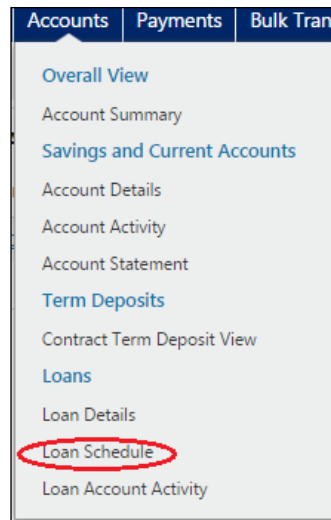 Accounts Payments Bulk Tran
Overall View
Account Summary
Savings and Current Accounts
Account Details
Account Activity
Account Statement
Term Deposits
Contract Term Deposit View
Loans
Loan Details
Loan Schedule
Loan Account Activity